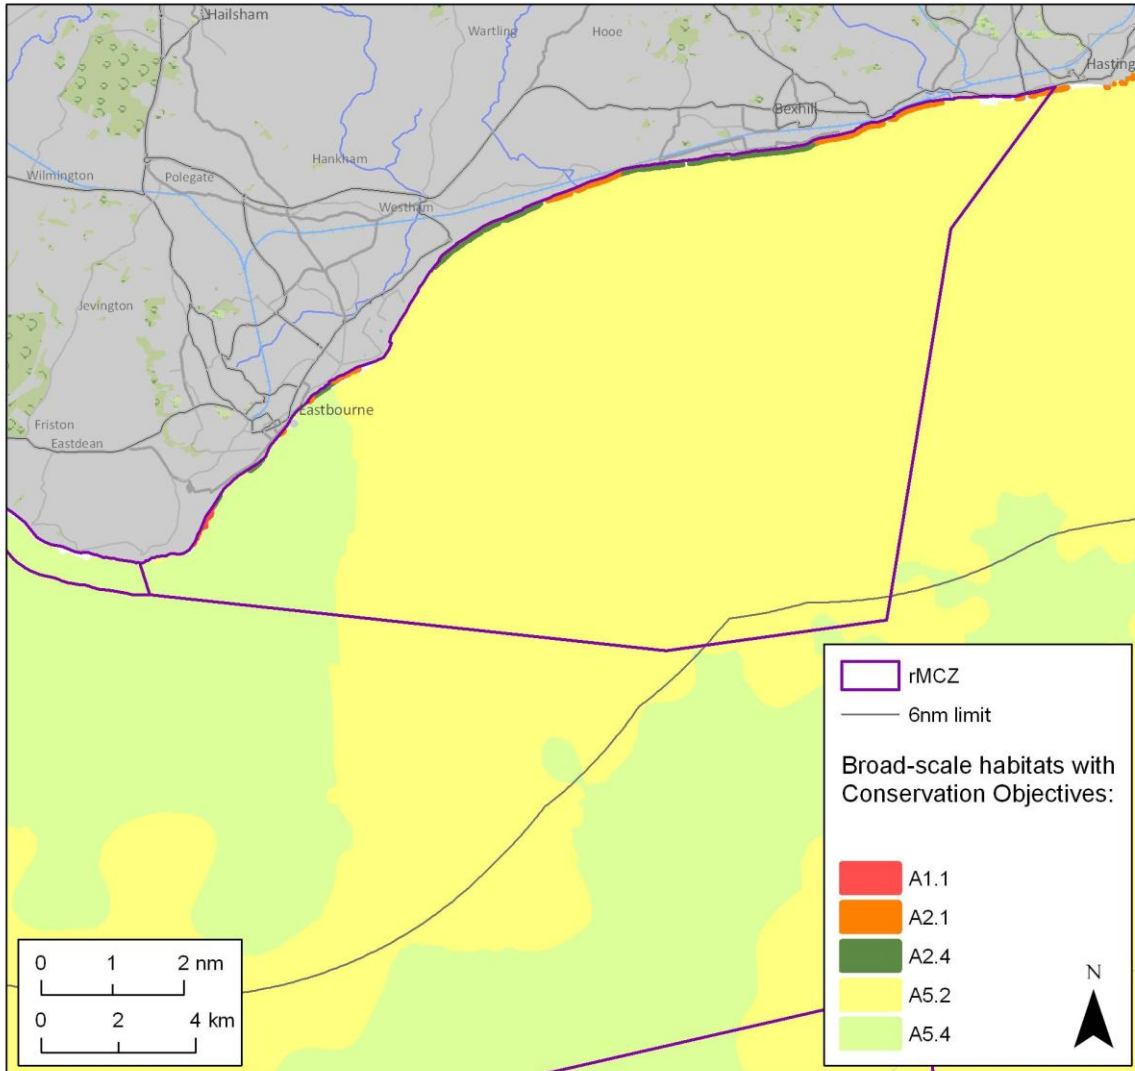 Hailsham
Wartling
Hooe
Hasting
Bexhill
Hankham
Wilmington
Polegate
Westham
Jevington
Eastbourne
Friston
Eastdean
rMCZ
6nm limit
Broad-scale habitats with
Conservation Objectives:
A1.1
A2.1
A2.4
A5.2
A5.4
N
0 1 2 nm
0 2 4 km